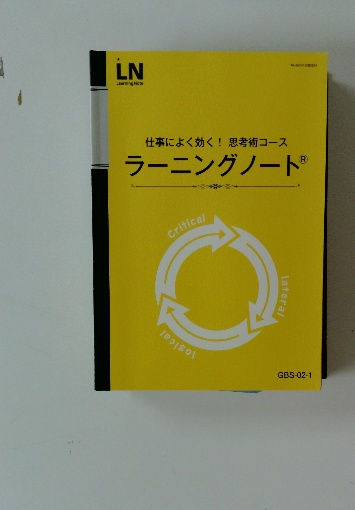 LN
Learning Note
仕事によく効く！ 思考術コース
ラーニングノート®
critical
lateral
logical
GBS-02-1